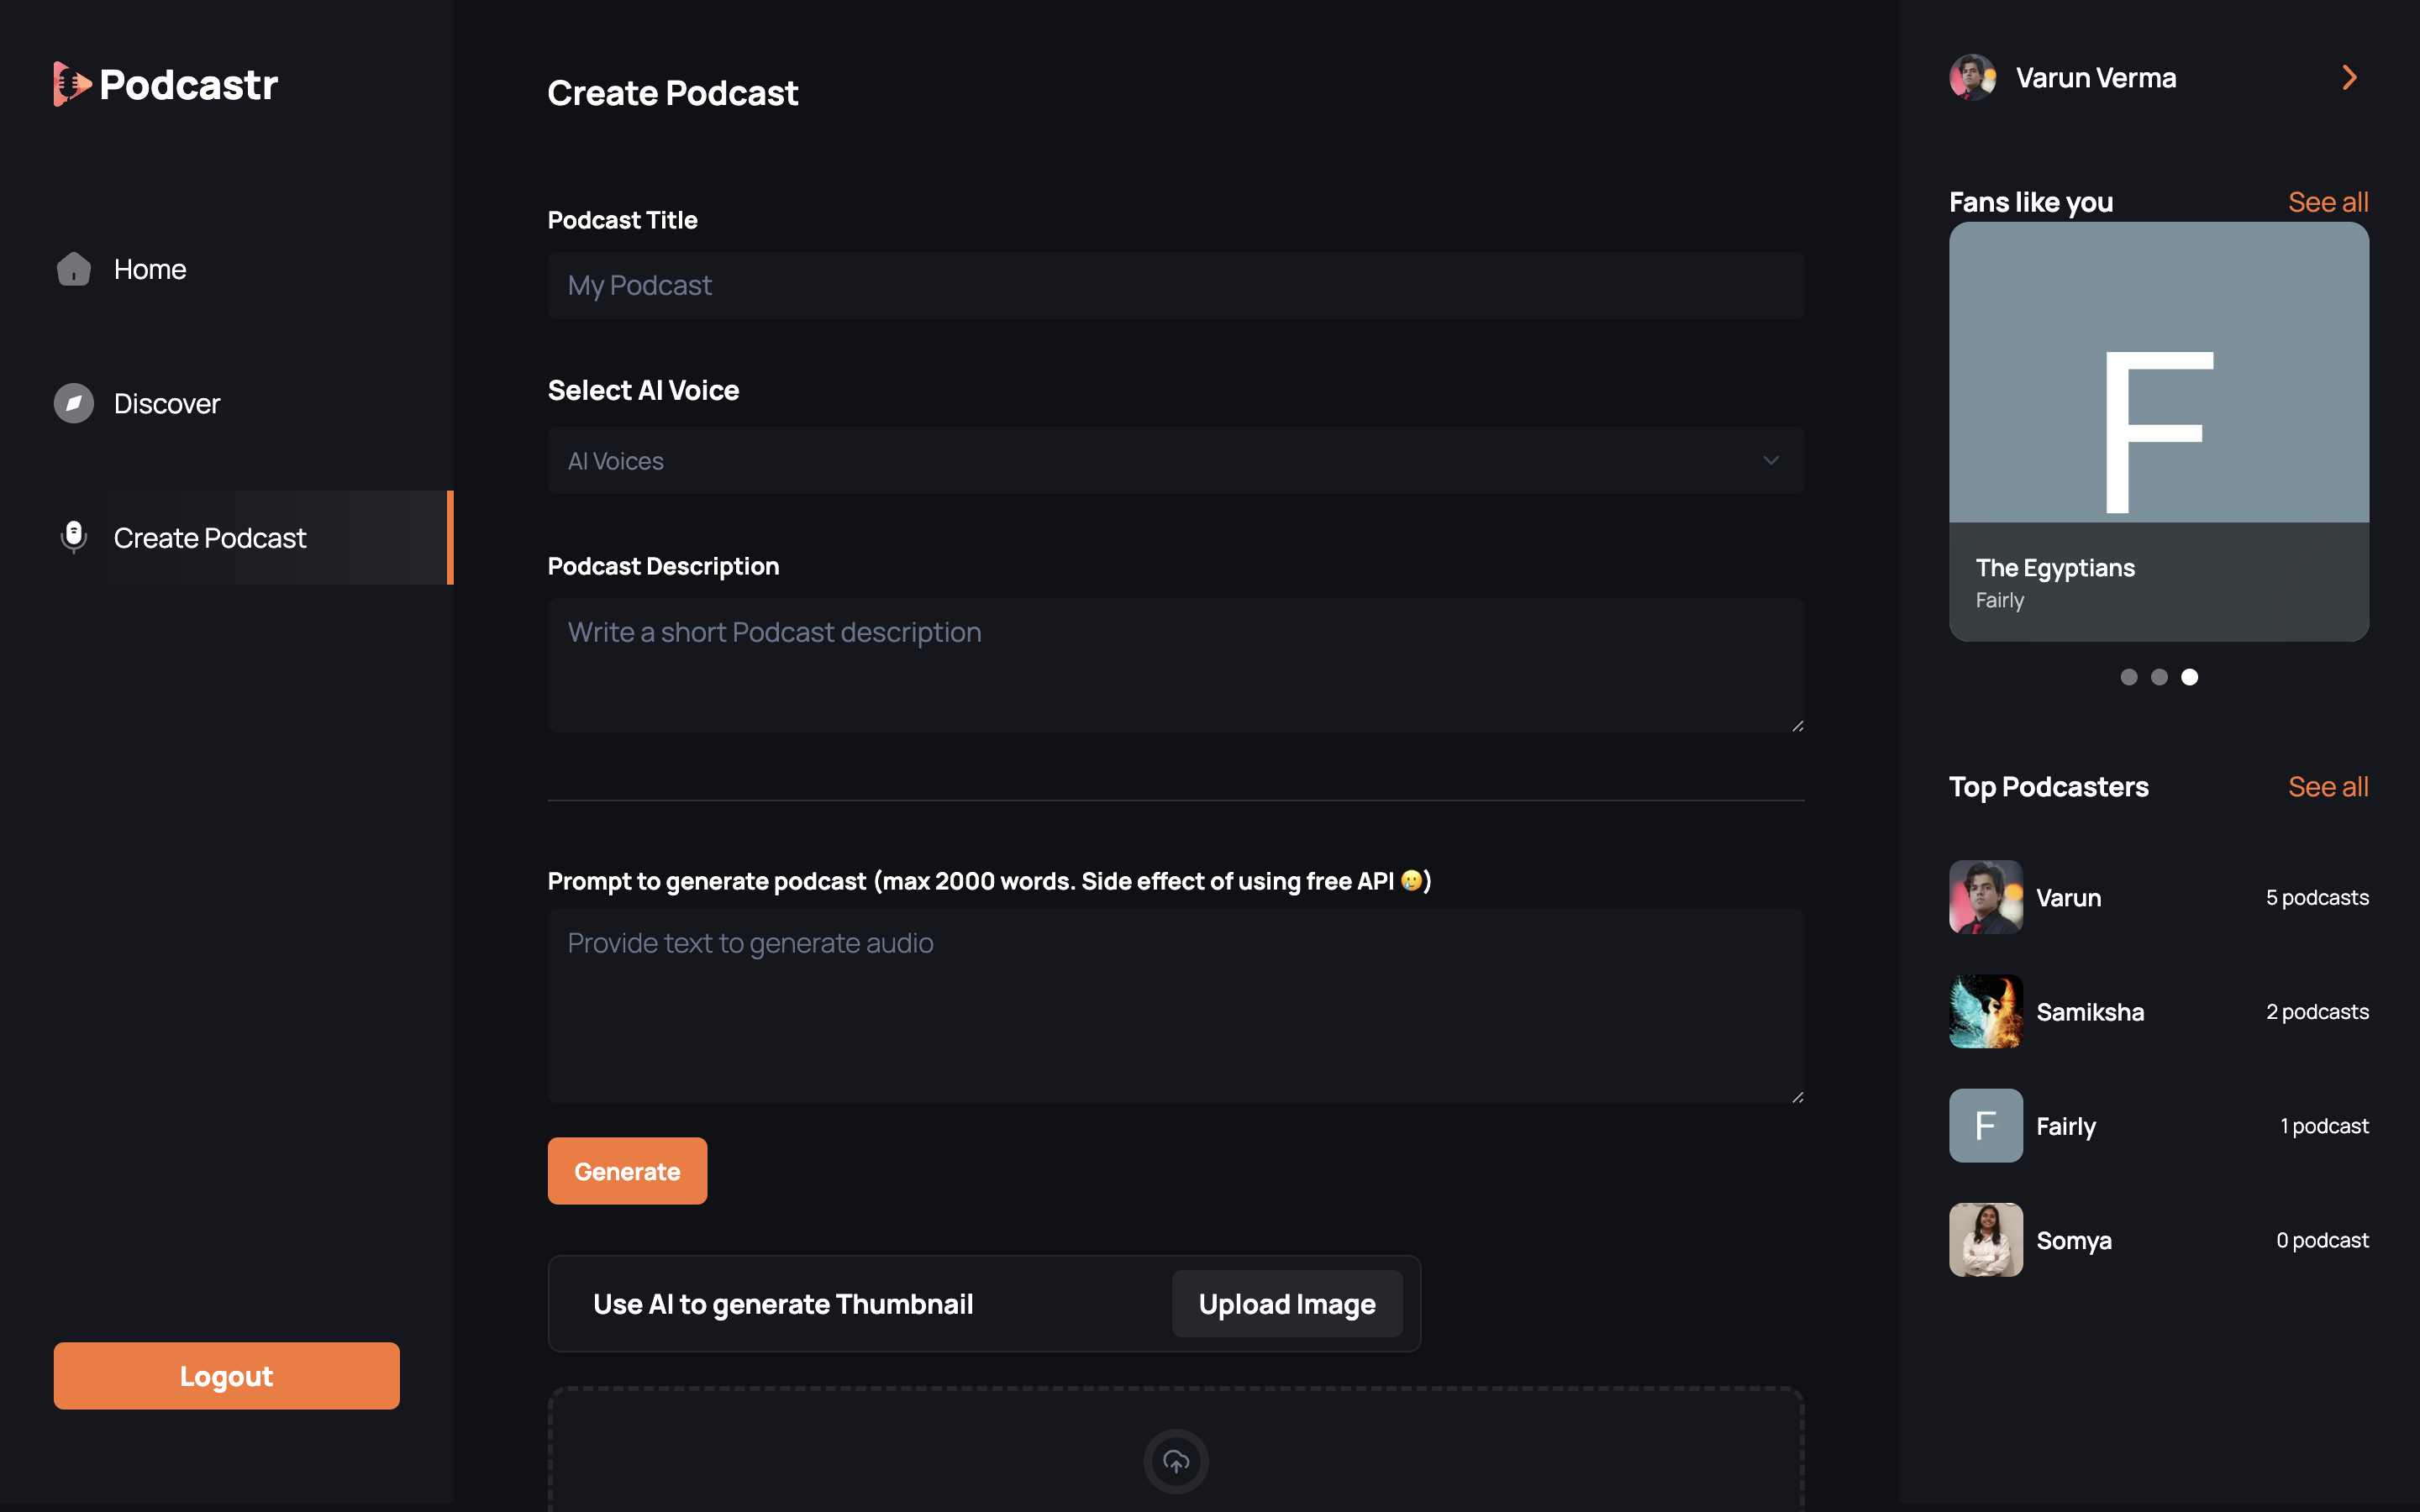 Podcastr
Home
Discover
Create Podcast
Logout
Create Podcast
Podcast Title
My Podcast
Select AI Voice
AI Voices
Podcast Description
Write a short Podcast description
Prompt to generate podcast (max 2000 words. Side effect of using free API 🥲)
Provide text to generate audio
Generate
Use AI to generate Thumbnail
Upload Image
Varun Verma
Fans like you
See all
F
The Egyptians
Fairly
Top Podcasters
See all
Varun
5 podcasts
Samiksha
2 podcasts
F
Fairly
1 podcast
Somya
0 podcast